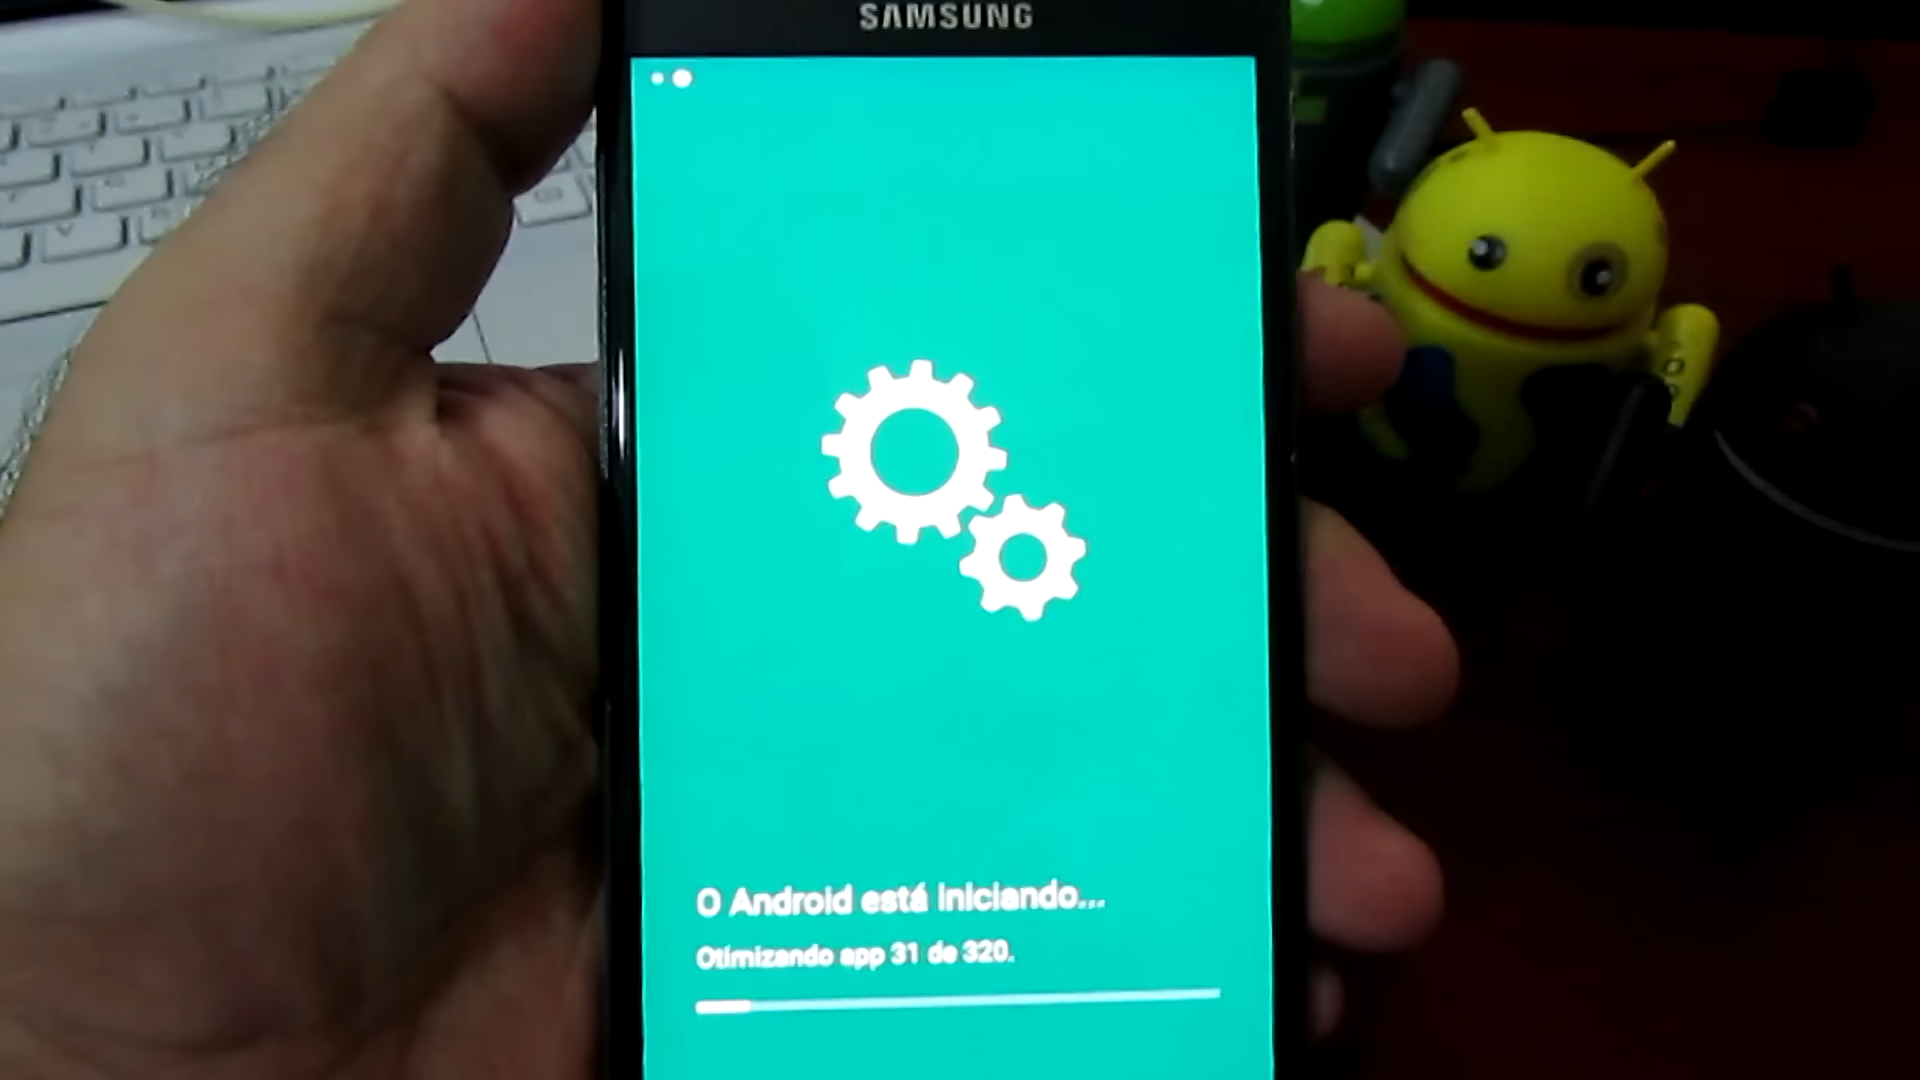 SAMSUNG
O Android está iniciando...
Otimizando app 31 de 320.